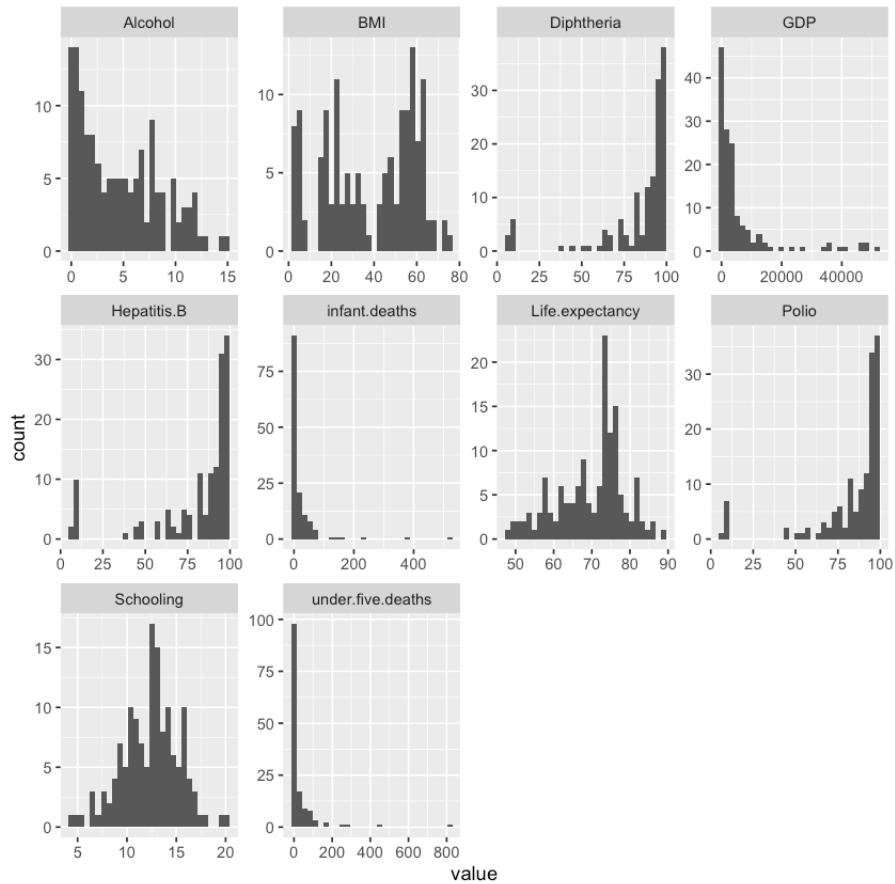 Alcohol
BMI
Diphtheria
GDP
10
5
0
0 5 10 15
10
5
0
0 20 40 60 80
30
20
10
0
0 25 50 75 100
40
30
20
10
0
0 20000 40000
Hepatitis.B
infant.deaths
Life.expectancy
Polio
30
20
10
0
0 25 50 75 100
75
50
25
0
0 200 400
20
15
10
5
0
50 60 70 80 90
30
20
10
0
0 25 50 75 100
Schooling
under.five.deaths
15
10
5
0
5 10 15 20
100
75
50
25
0
0 200 400 600 800
count
value